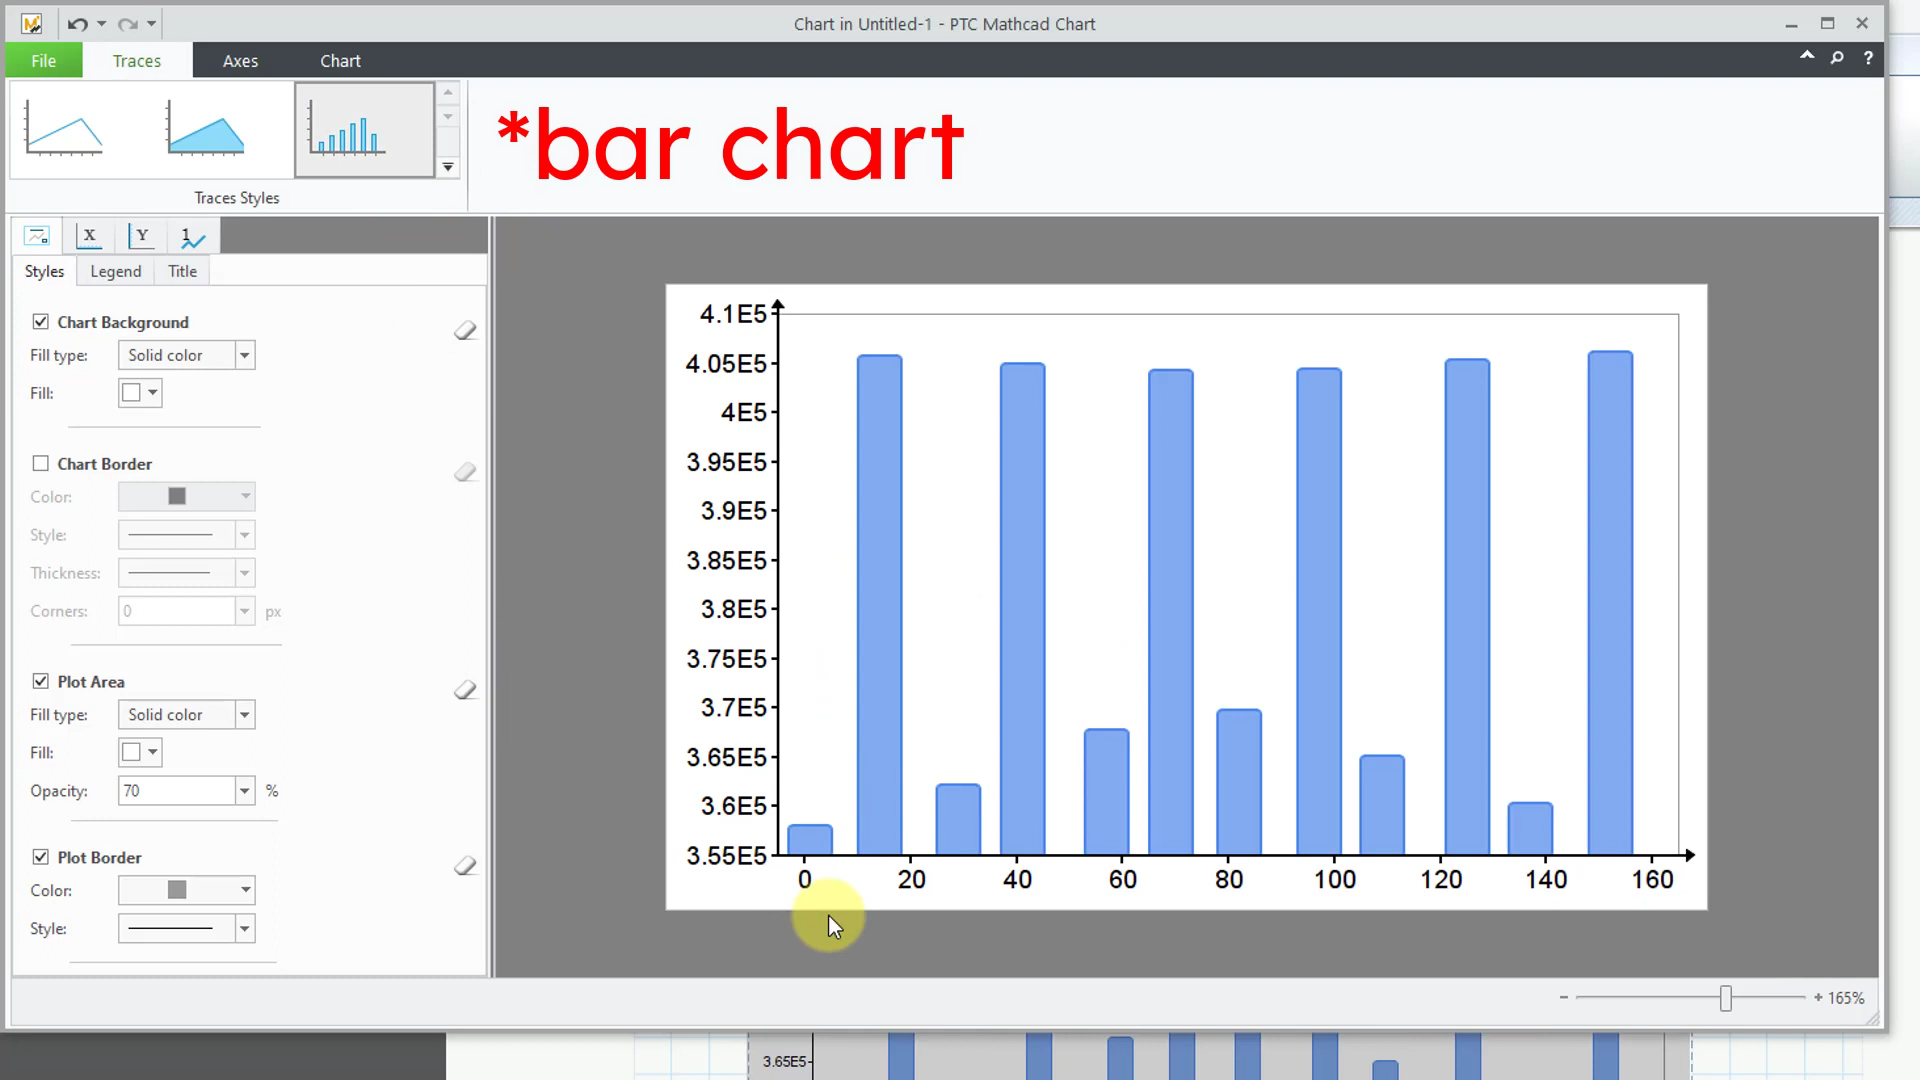 Chart in Untitled-1 - PTC Mathcad Chart
File Traces Axes Chart
?
*bar chart
Traces Styles
X Y 1
Styles Legend Title
Chart Background
Fill type: Solid color
Fill:
Chart Border
Color:
Style:
Thickness:
Corners: 0 px
Plot Area
Fill type: Solid color
Fill:
Opacity: 70 %
Plot Border
Color:
Style:
4.1E5
4.05E5
4E5
3.95E5
3.9E5
3.85E5
3.8E5
3.75E5
3.7E5
3.65E5
3.6E5
3.55E5
0 20 40 60 80 100 120 140 160
− + 165%
3.65E5